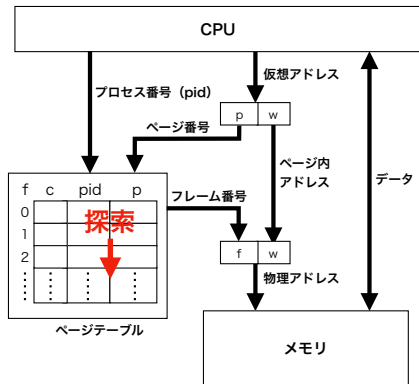 CPU
プロセス番号（pid）
仮想アドレス
p w
ページ番号
ページ内
アドレス
データ
f c pid p
フレーム番号
0
探索
1
2
f w
物理アドレス
ページテーブル
メモリ